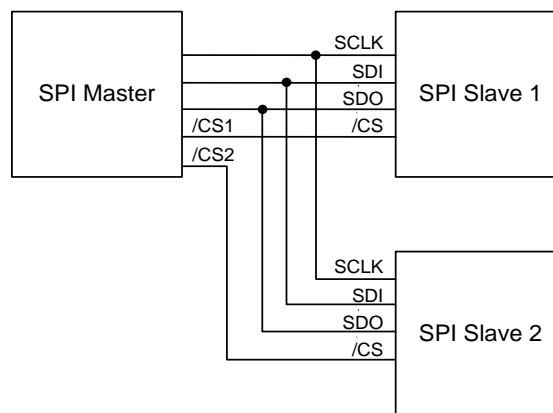 SCLK
SDI
SPI Master
SDO
SPI Slave 1
/CS1
/CS
/CS2
SCLK
SDI
SDO
SPI Slave 2
/CS